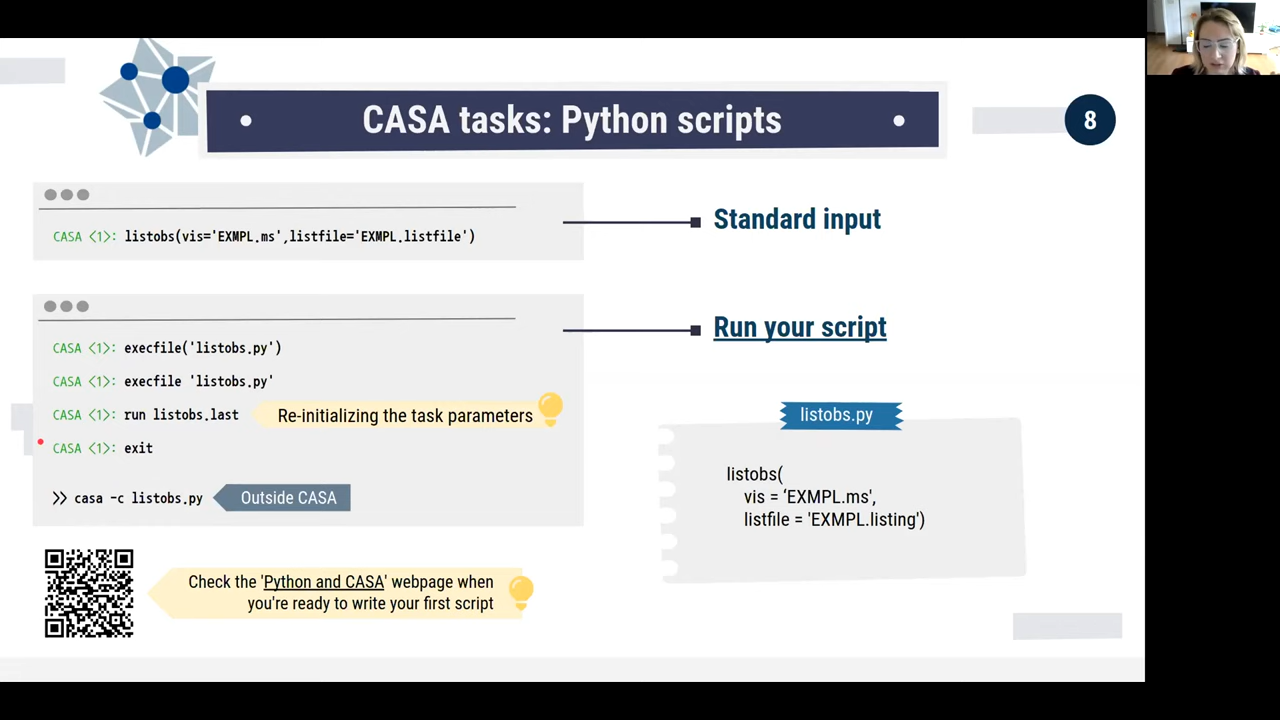 CASA tasks: Python scripts
8
CASA <1>: listobs(vis='EXMPL.ms',listfile='EXMPL.listfile')
Standard input
Run your script
CASA <1>: execfile('listobs.py')
CASA <1>: execfile 'listobs.py'
CASA <1>: run listobs.last
Re-initializing the task parameters
CASA <1>: exit
>> casa -c listobs.py
Outside CASA
listobs.py
listobs(
vis = ‘EXMPL.ms',
listfile = 'EXMPL.listing')
Check the 'Python and CASA' webpage when
you're ready to write your first script